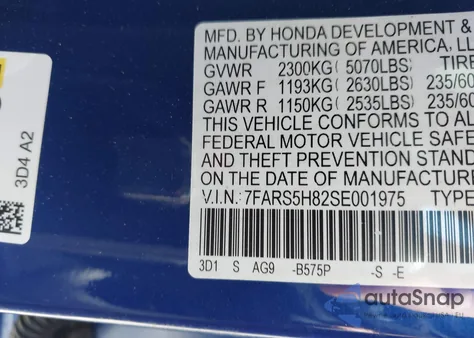 MFD. BY HONDA DEVELOPMENT &
MANUFACTURING OF AMERICA, LL
GVWR 2300KG (5070LBS) TIRE
GAWR F 1193KG (2630LBS) 235/60
GAWR R 1150KG (2535LBS) 235/60
THIS VEHICLE CONFORMS TO AL
FEDERAL MOTOR VEHICLE SAFE
AND THEFT PREVENTION STAND
ON THE DATE OF MANUFACTURE
V.I.N.: 7FARS5H82SE001975 TYPE
3D1 S AG9 -B575P -S -E
3D4 A2
autoSnap